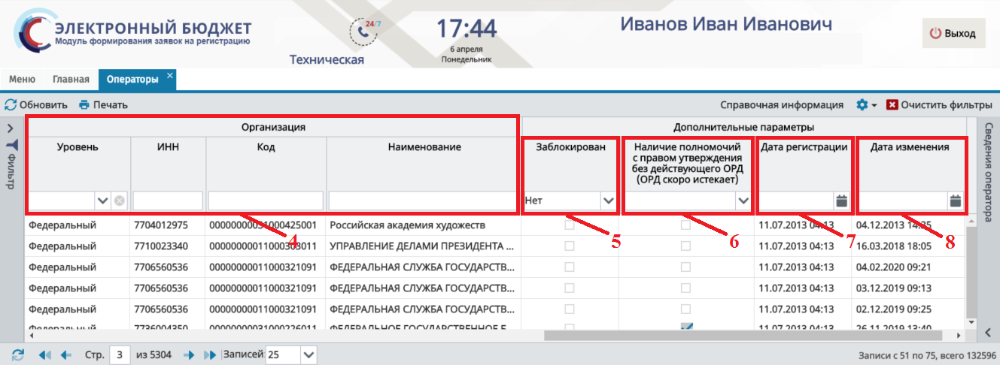 ЭЛЕКТРОННЫЙ БЮДЖЕТ
Модуль формирования заявок на регистрацию
24/7
Техническая
17:44
6 апреля
Понедельник
Иванов Иван Иванович
Выход
Меню Главная Операторы ×
Обновить Печать Справочная информация Очистить фильтры
Фильтр
Сведения оператора
Организация Дополнительные параметры
Уровень ИНН Код Наименование Заблокирован Наличие полномочий Дата регистрации Дата изменения
с правом утверждения
без действующего ОРД
(ОРД скоро истекает)
Нет
Федеральный 7704012975 Российская академия художеств 11.07.2013 04:13 04.12.2013
4 5 6 7 8
Федеральный 7710023340 УПРАВЛЕНИЕ ДЕЛАМИ ПРЕЗИДЕНТА ... 11.07.2013 04:13 16.03.2018 18:05
Федеральный 7706560536 00000000011000321091 ФЕДЕРАЛЬНАЯ СЛУЖБА ГОСУДАРСТВ... 11.07.2013 04:13 04.02.2020 09:21
Федеральный 7706560536 00000000011000321091 ФЕДЕРАЛЬНАЯ СЛУЖБА ГОСУДАРСТВ... 11.07.2013 04:13 03.12.2019 09:13
Федеральный 7706560536 00000000011000321091 ФЕДЕРАЛЬНАЯ СЛУЖБА ГОСУДАРСТВ... 11.07.2013 04:13 02.12.2019 09:25
Федеральный 7736004350 00000000031000226011 ФЕДЕРАЛЬНОЕ ГОСУДАРСТВЕННОЕ Б... 11.07.2013 04:13 26.11.2019 13:40
Стр. 3 из 5304 Записей 25 Записи с 51 по 75, всего 132596